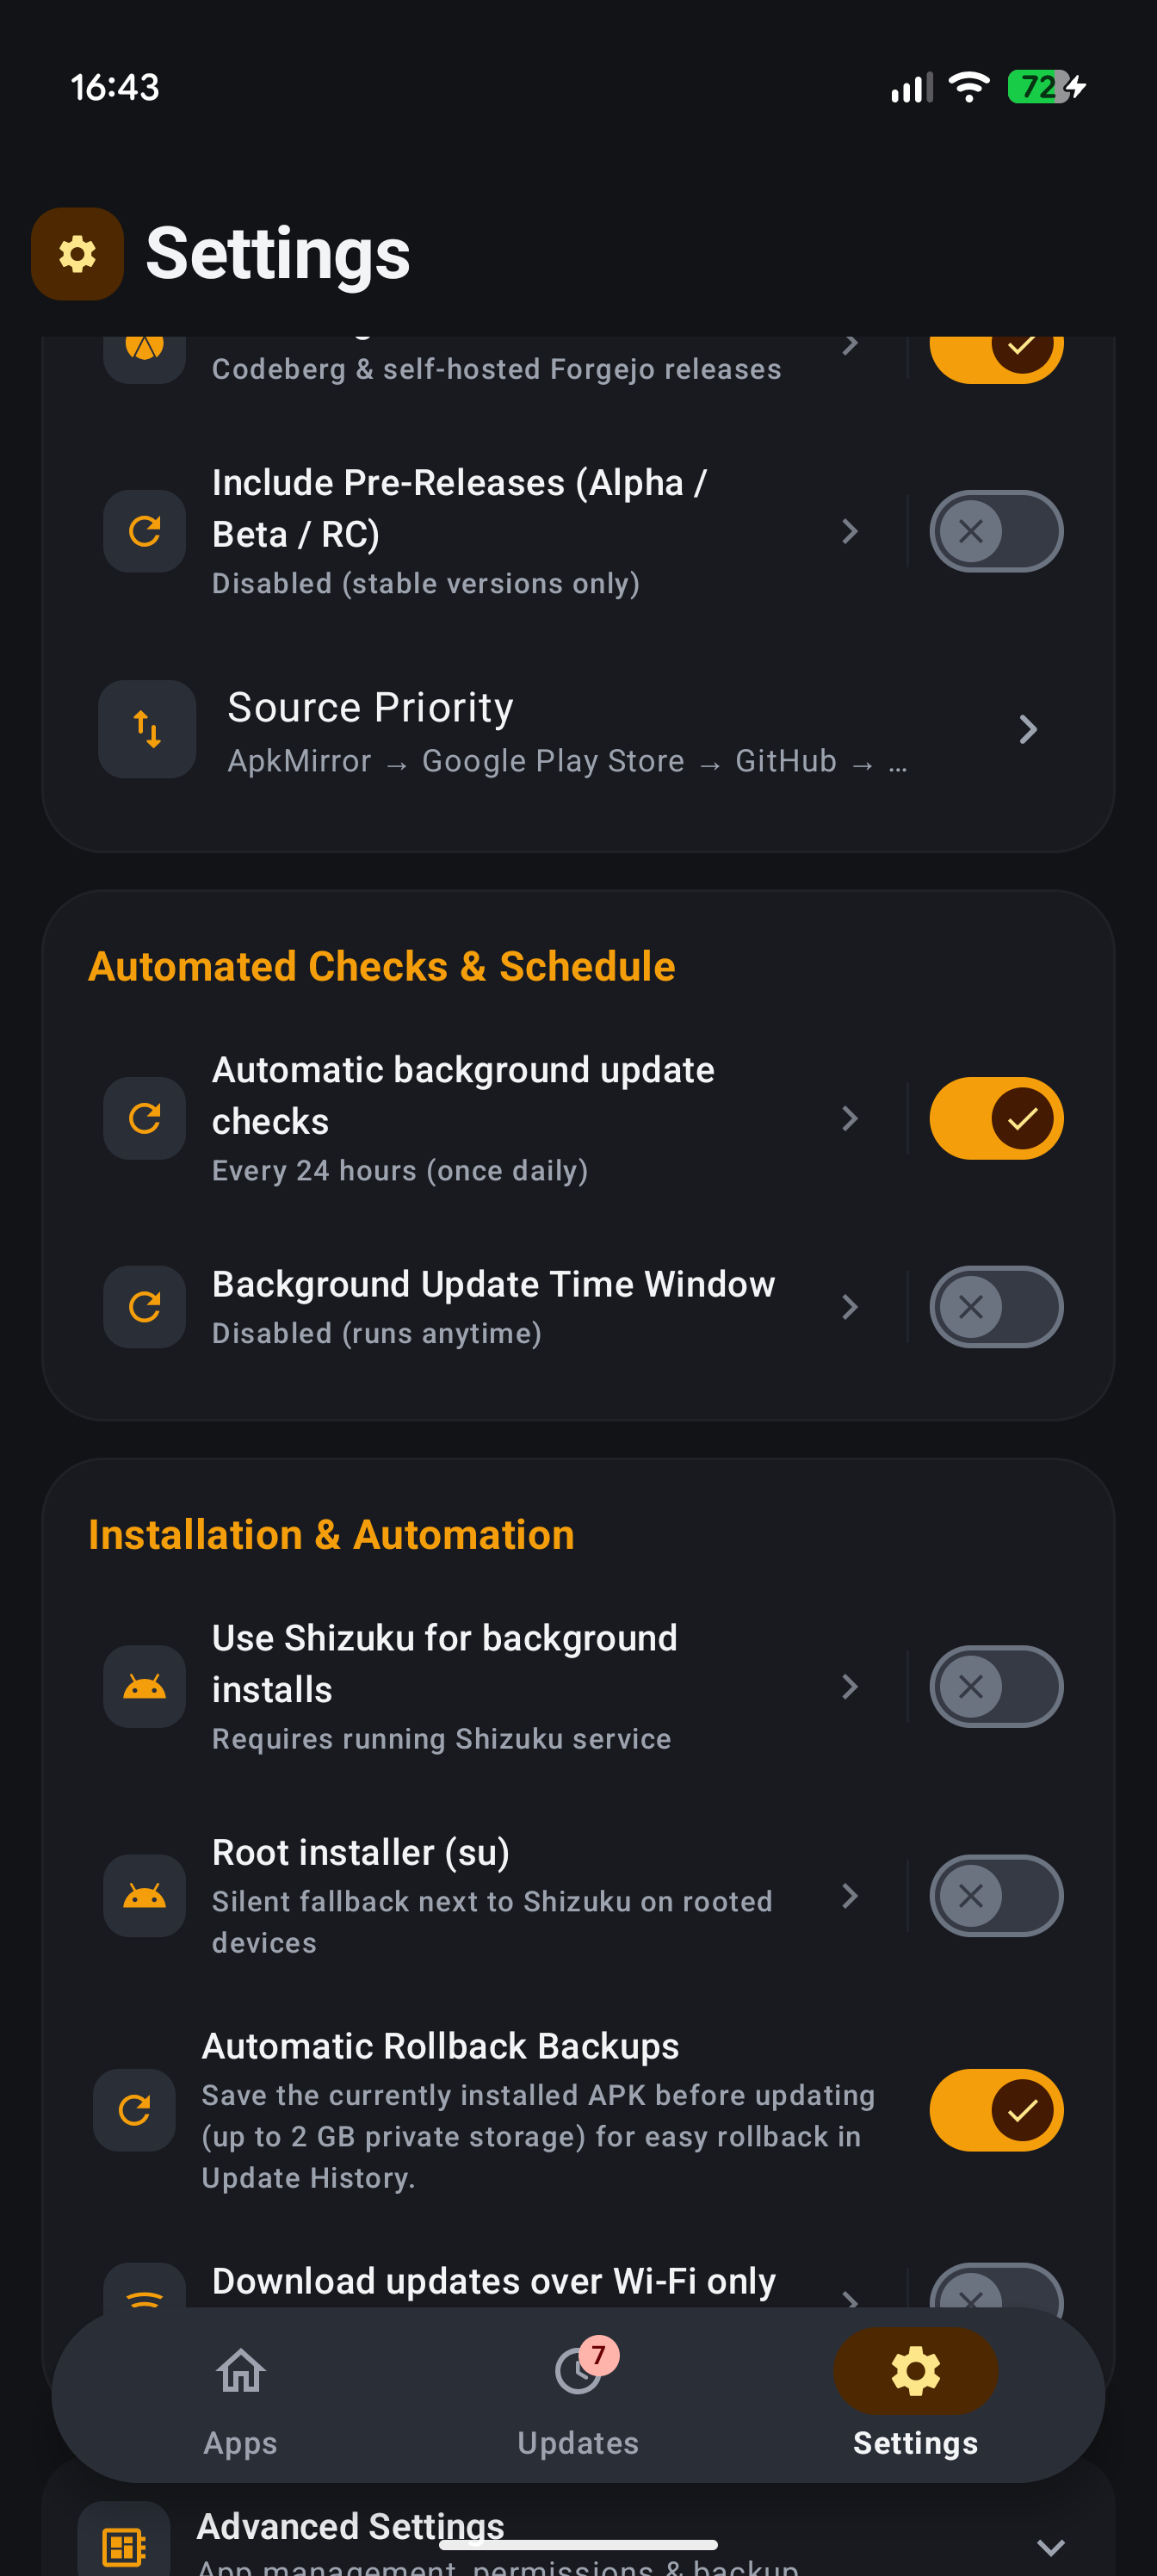 16:43
72
Settings
Codeberg & self-hosted Forgejo releases
Include Pre-Releases (Alpha /
Beta / RC)
Disabled (stable versions only)
Source Priority
ApkMirror → Google Play Store → GitHub → ...
Automated Checks & Schedule
Automatic background update
checks
Every 24 hours (once daily)
Background Update Time Window
Disabled (runs anytime)
Installation & Automation
Use Shizuku for background
installs
Requires running Shizuku service
Root installer (su)
Silent fallback next to Shizuku on rooted
devices
Automatic Rollback Backups
Save the currently installed APK before updating
(up to 2 GB private storage) for easy rollback in
Update History.
Download updates over Wi-Fi only
7
Apps
Updates
Settings
Advanced Settings
App management, permissions & backup